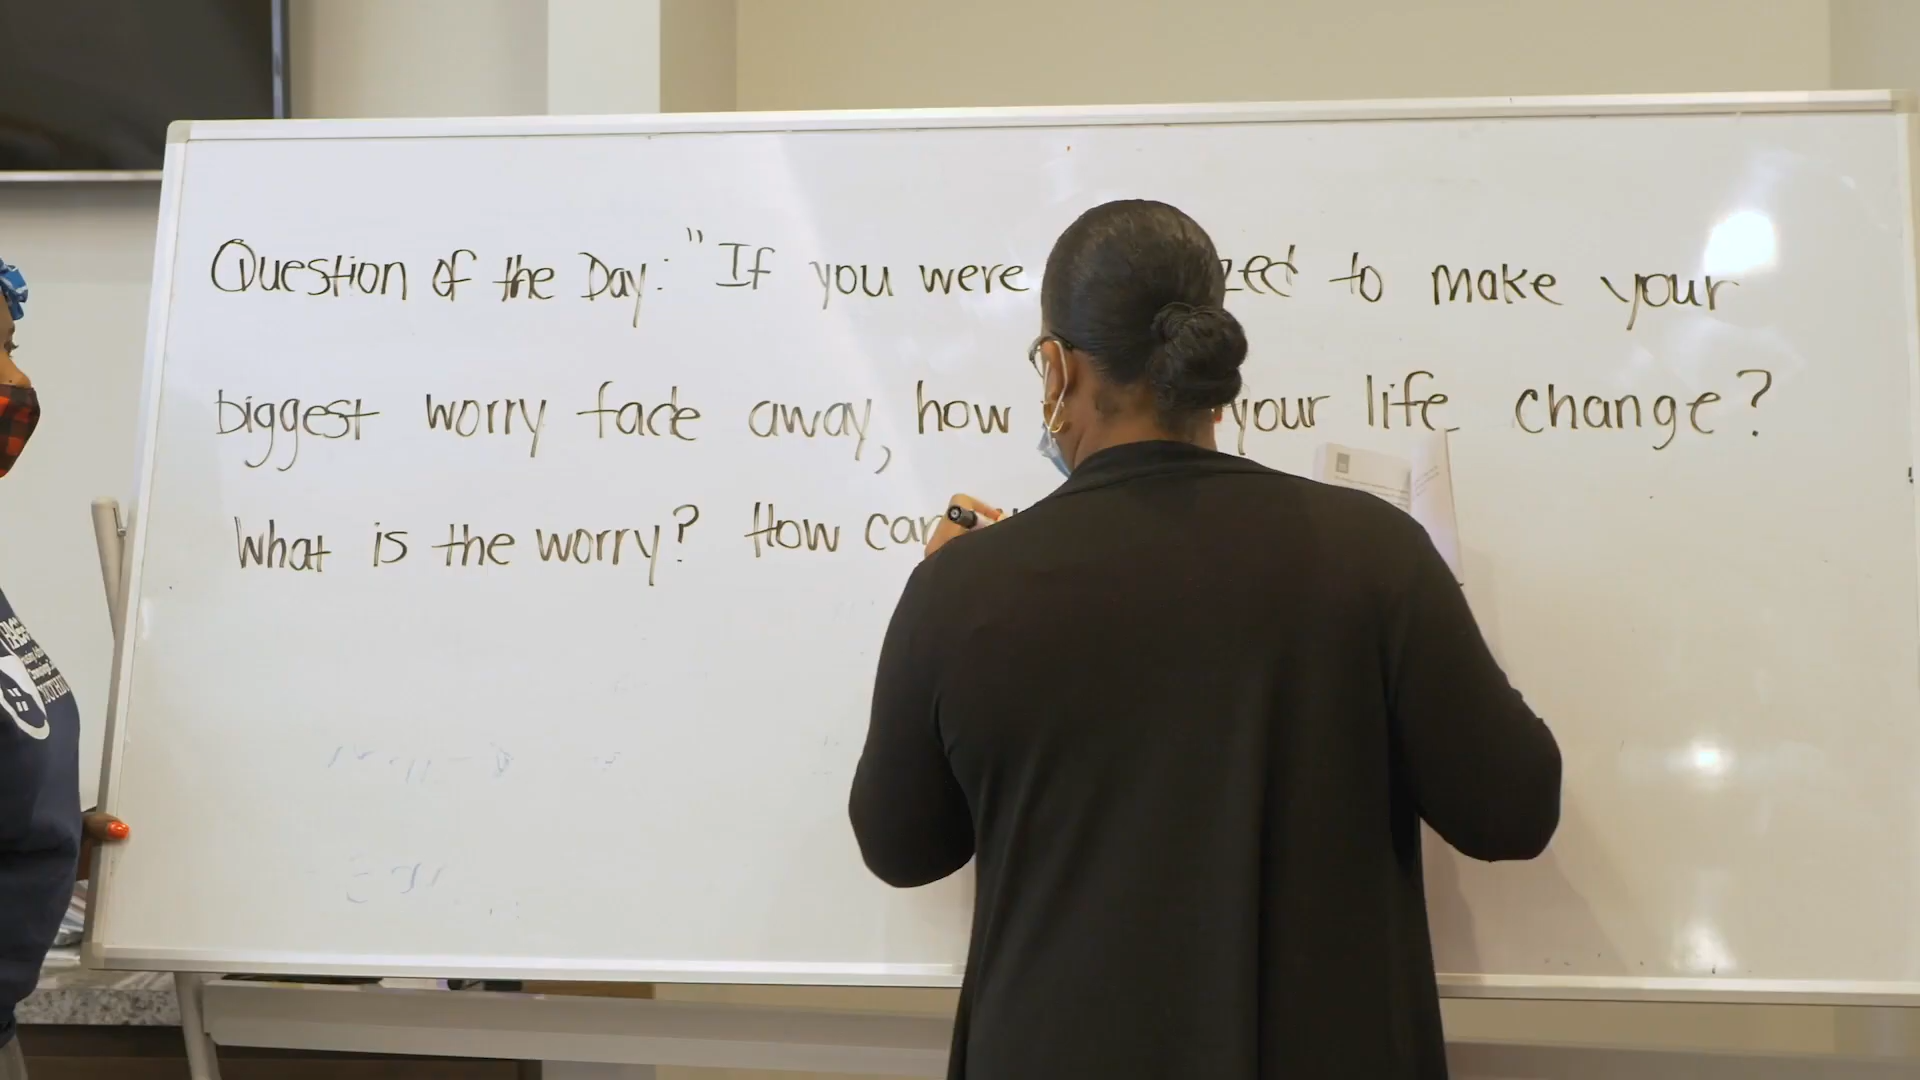 Question of the Day: "If you were to make your
biggest worry fade away, how your life change?
What is the worry? How can